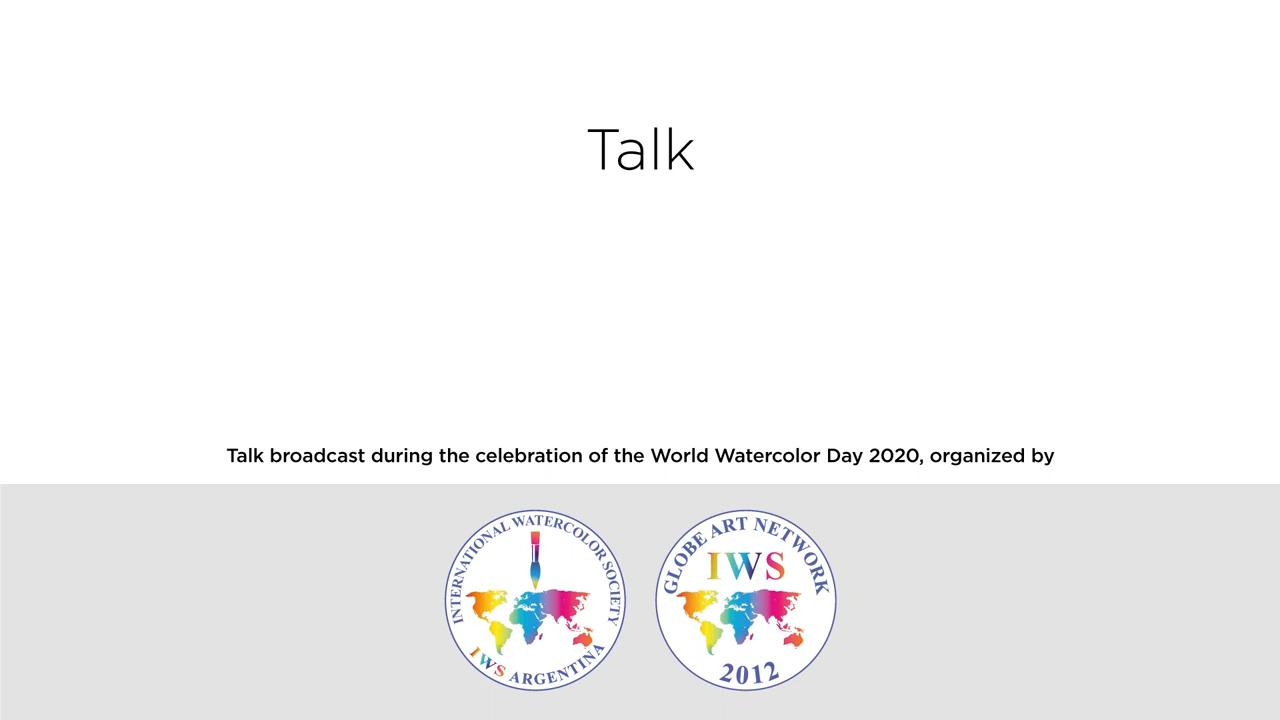 Talk
Talk broadcast during the celebration of the World Watercolor Day 2020, organized by
INTERNATIONAL WATERCOLOR SOCIETY
IWS ARGENTINA
GLOBE ART NETWORK
IWS
2012